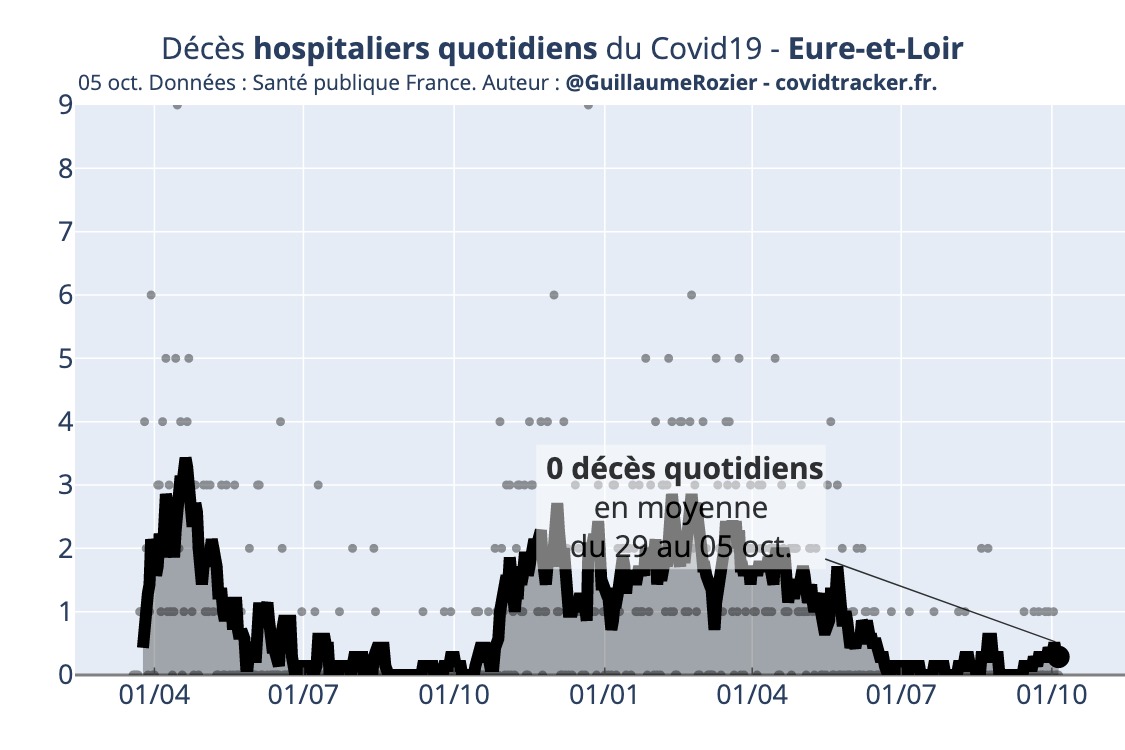 Décès hospitaliers quotidiens du Covid19 - Eure-et-Loir
05 oct. Données : Santé publique France. Auteur : @GuillaumeRozier - covidtracker.fr.
9
8
7
6
5
4
3
2
1
0
0 décès quotidiens
en moyenne
du 29 au 05 oct.
01/04 01/07 01/10 01/01 01/04 01/07 01/10